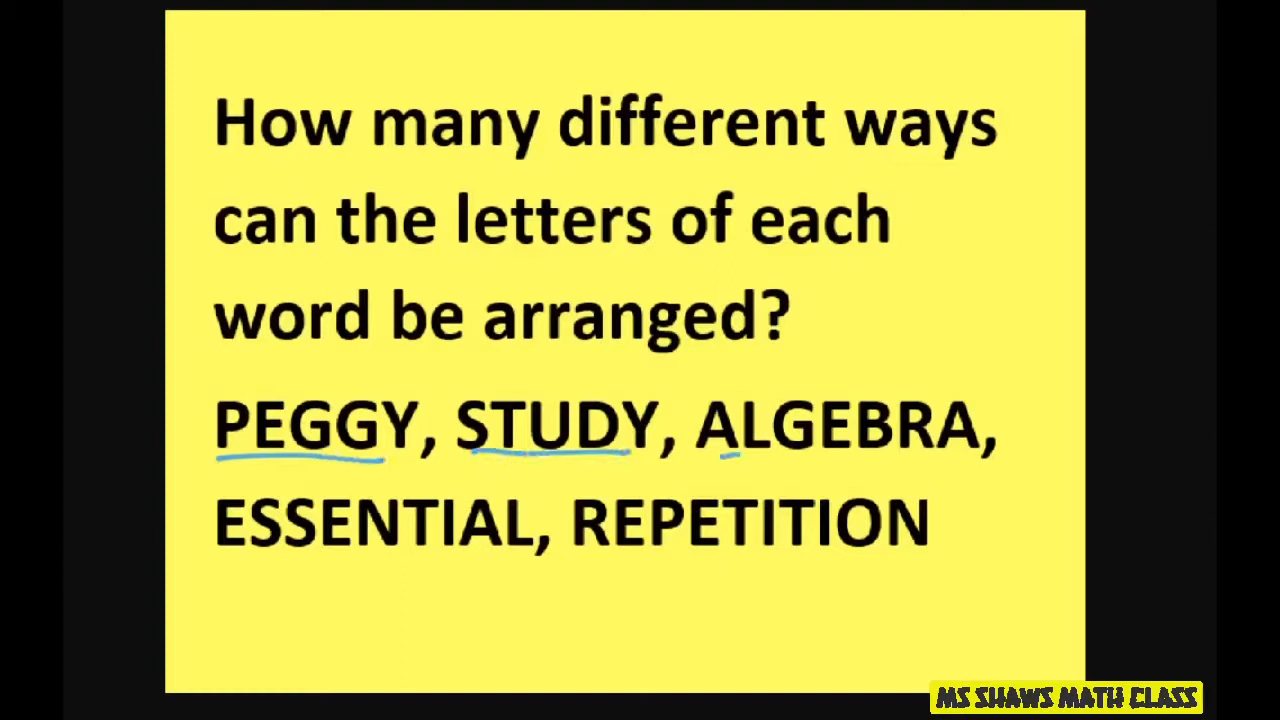 How many different ways
can the letters of each
word be arranged?
PEGGY, STUDY, ALGEBRA,
ESSENTIAL, REPETITION
MS SHAWS MATH CLASS